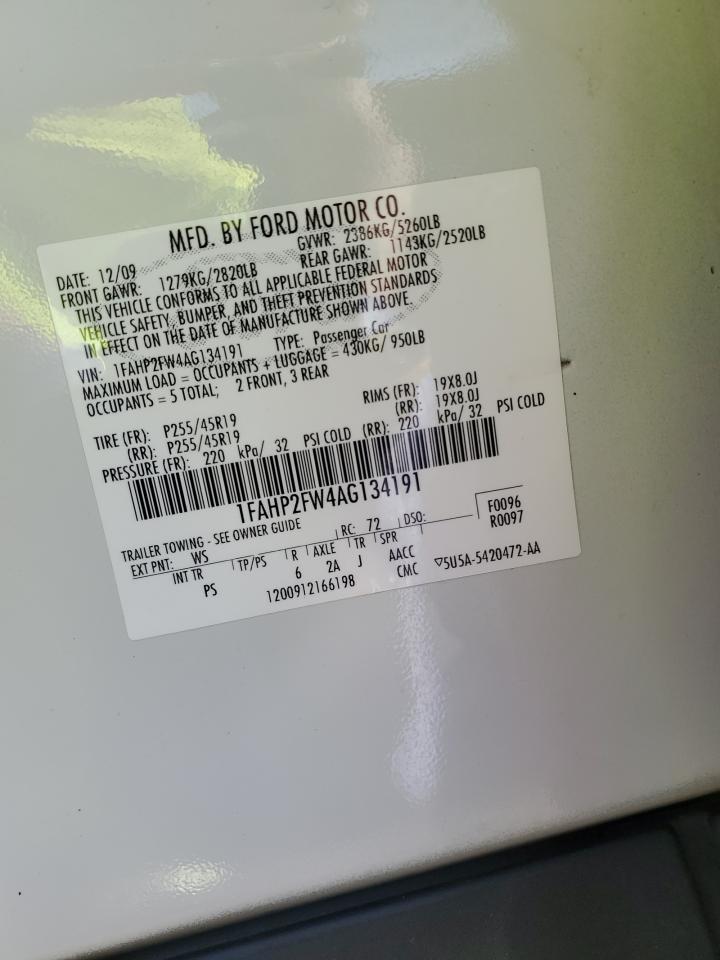 MFD. BY FORD MOTOR CO.
DATE: 12/09 GVWR: 2386KG/5260LB
FRONT GAWR: 1279KG/2820LB REAR GAWR: 1143KG/2520LB
THIS VEHICLE CONFORMS TO ALL APPLICABLE FEDERAL MOTOR
VEHICLE SAFETY, BUMPER, AND THEFT PREVENTION STANDARDS
IN EFFECT ON THE DATE OF MANUFACTURE SHOWN ABOVE.
VIN: 1FAHP2FW4AG134191 TYPE: Passenger Car
MAXIMUM LOAD = OCCUPANTS + LUGGAGE = 430KG/ 950LB
OCCUPANTS = 5 TOTAL; 2 FRONT, 3 REAR
TIRE (FR): P255/45R19 RIMS (FR): 19X8.0J
(RR): P255/45R19 (RR): 19X8.0J
PRESSURE (FR): 220 kPa/ 32 PSI COLD (RR): 220 kPa/ 32 PSI COLD
1FAHP2FW4AG134191
TRAILER TOWING - SEE OWNER GUIDE
EXT PNT: WS RC: 72 DSO: F0096
R0097
INT TR TP/PS R AXLE TR SPR
PS 6 2A J AACC
1200912166198 CMC ▽5U5A-5420472-AA